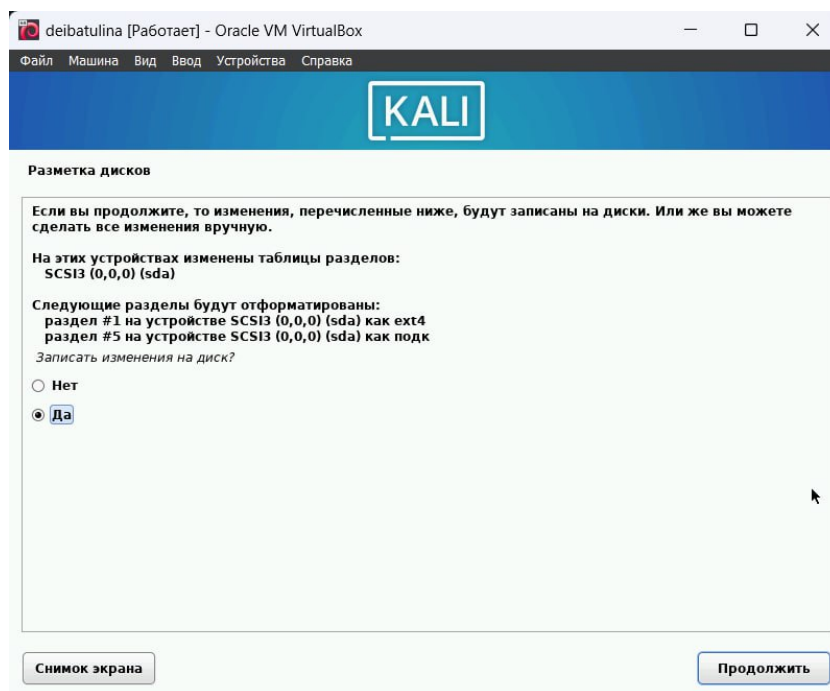 deibatulina [Работает] - Oracle VM VirtualBox
Файл Машина Вид Ввод Устройства Справка
KALI
Разметка дисков
Если вы продолжите, то изменения, перечисленные ниже, будут записаны на диски. Или же вы можете
сделать все изменения вручную.
На этих устройствах изменены таблицы разделов:
SCSI3 (0,0,0) (sda)
Следующие разделы будут отформатированы:
раздел #1 на устройстве SCSI3 (0,0,0) (sda) как ext4
раздел #5 на устройстве SCSI3 (0,0,0) (sda) как подк
Записать изменения на диск?
Нет
Да
Снимок экрана
Продолжить